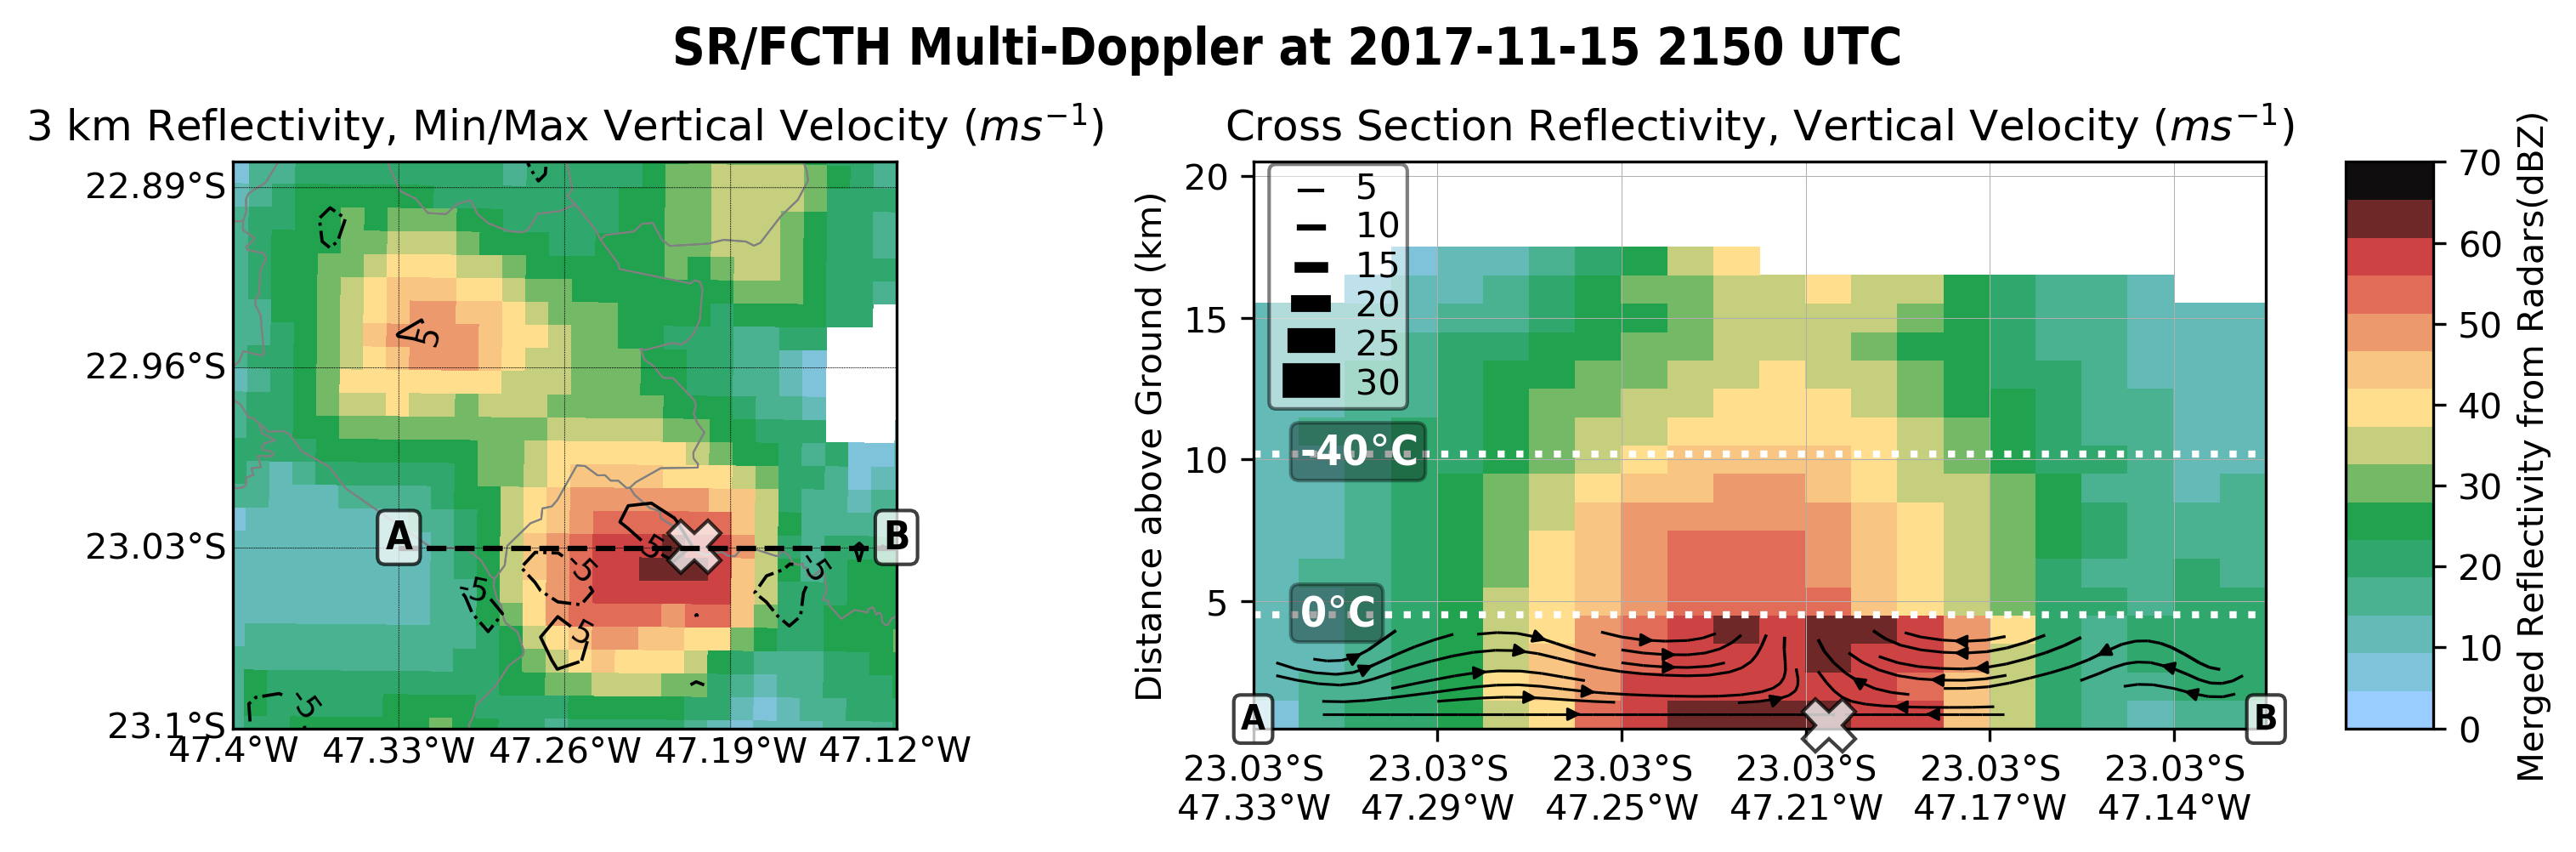 SR/FCTH Multi-Doppler at 2017-11-15 2150 UTC
3 km Reflectivity, Min/Max Vertical Velocity (ms⁻¹)
22.89°S
22.96°S
23.03°S
23.1°S
47.4°W 47.33°W 47.26°W 47.19°W 47.12°W
A
B
5
5
-5
-5
-5
5
-5
Cross Section Reflectivity, Vertical Velocity (ms⁻¹)
Distance above Ground (km)
20
15
10
5
5
10
15
20
25
30
-40°C
0°C
A
B
23.03°S 23.03°S 23.03°S 23.03°S 23.03°S 23.03°S
47.33°W 47.29°W 47.25°W 47.21°W 47.17°W 47.14°W
70
60
50
40
30
20
10
0
Merged Reflectivity from Radars(dBZ)